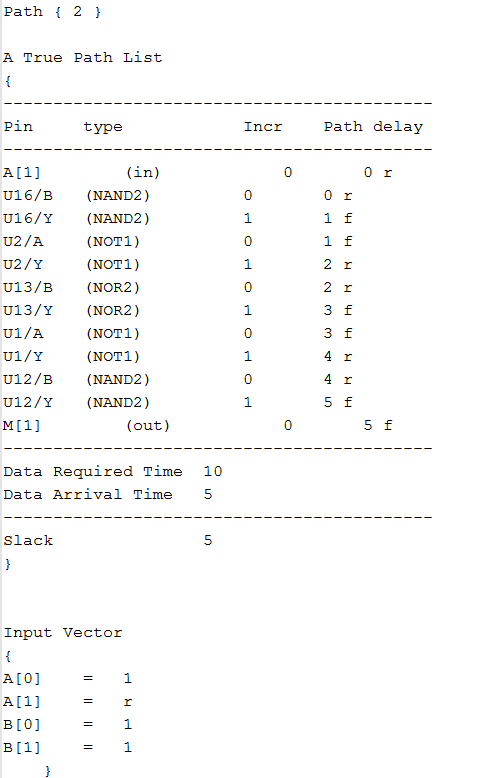 Path { 2 }
A True Path List
{
-------------------------------------------
Pin     type            Incr    Path delay
-------------------------------------------
A[1]        (in)            0       0 r
U16/B   (NAND2)         0       0 r
U16/Y   (NAND2)         1       1 f
U2/A    (NOT1)          0       1 f
U2/Y    (NOT1)          1       2 r
U13/B   (NOR2)          0       2 r
U13/Y   (NOR2)          1       3 f
U1/A    (NOT1)          0       3 f
U1/Y    (NOT1)          1       4 r
U12/B   (NAND2)         0       4 r
U12/Y   (NAND2)         1       5 f
M[1]        (out)           0       5 f
-------------------------------------------
Data Required Time  10
Data Arrival Time   5
-------------------------------------------
Slack               5
}
Input Vector
{
A[0]    =   1
A[1]    =   r
B[0]    =   1
B[1]    =   1
    }